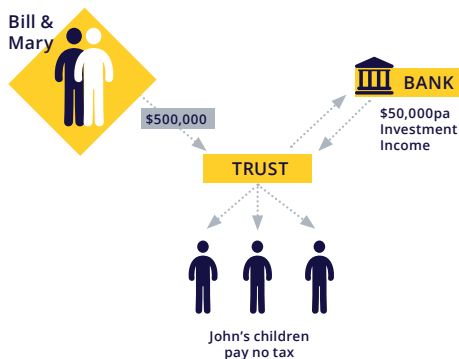 Bill &
Mary
$500,000
BANK
$50,000pa
Investment
Income
TRUST
John's children
pay no tax